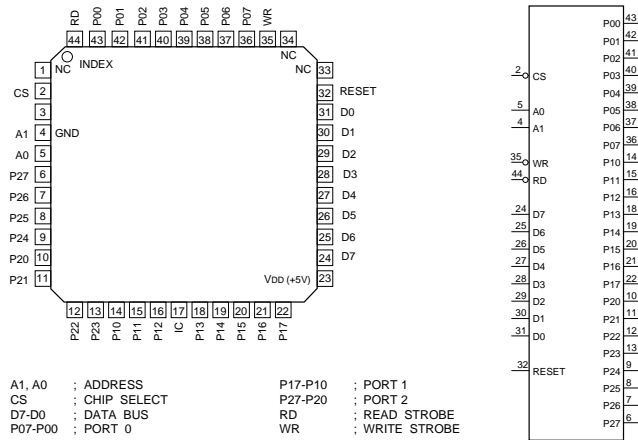 RD P00 P01 P02 P03 P04 P05 P06 P07 WR
44 43 42 41 40 39 38 37 36 35 34
NC
1 NC INDEX NC 33
CS 2 32 RESET
3 31 D0
A1 4 GND 30 D1
A0 5 29 D2
P27 6 28 D3
P26 7 27 D4
P25 8 26 D5
P24 9 25 D6
P20 10 24 D7
P21 11 VDD (+5V) 23
12 13 14 15 16 17 18 19 20 21 22
P22 P23 P10 P11 P12 IC P13 P14 P15 P16 P17
A1, A0 ; ADDRESS
CS ; CHIP SELECT
D7-D0 ; DATA BUS
P07-P00 ; PORT 0
P17-P10 ; PORT 1
P27-P20 ; PORT 2
RD ; READ STROBE
WR ; WRITE STROBE
P00 43
P01 42
P02 41
2 CS P03 40
P04 39
5 A0 P05 38
4 A1 P06 37
P07 36
35 WR P10 14
44 RD P11 15
P12 16
24 D7 P13 18
25 D6 P14 19
26 D5 P15 20
27 D4 P16 21
28 D3 P17 22
29 D2 P20 10
30 D1 P21 11
31 D0 P22 12
P23 13
32 RESET P24 9
P25 8
P26 7
P27 6